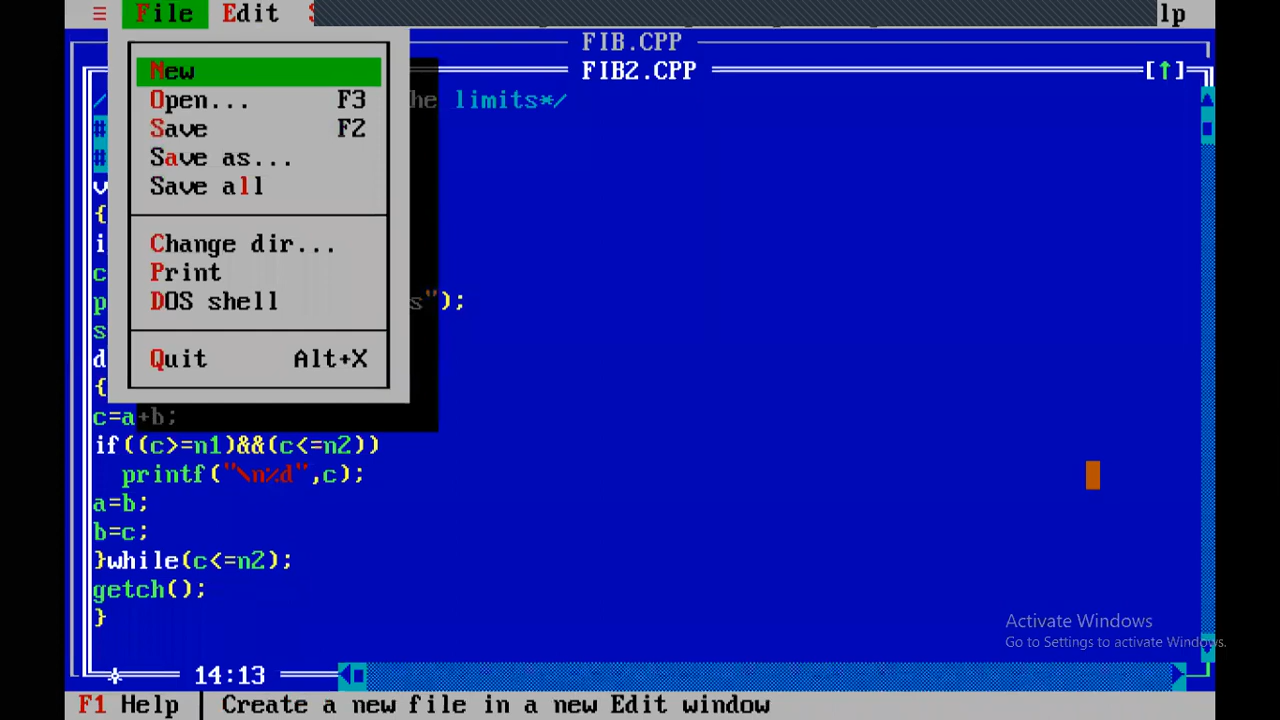 ≡ File Edit lp
FIB.CPP
FIB2.CPP [↑]
New
/ he limits*/
Open... F3
# Save F2
# Save as...
v Save all
{
i Change dir...
c Print
p DOS shell s");
s
d Quit Alt+X
{
c=a+b;
if((c>=n1)&&(c<=n2))
printf("\n%d",c);
a=b;
b=c;
}while(c<=n2);
getch();
}
Activate Windows
Go to Settings to activate Windows.
14:13
F1 Help | Create a new file in a new Edit window